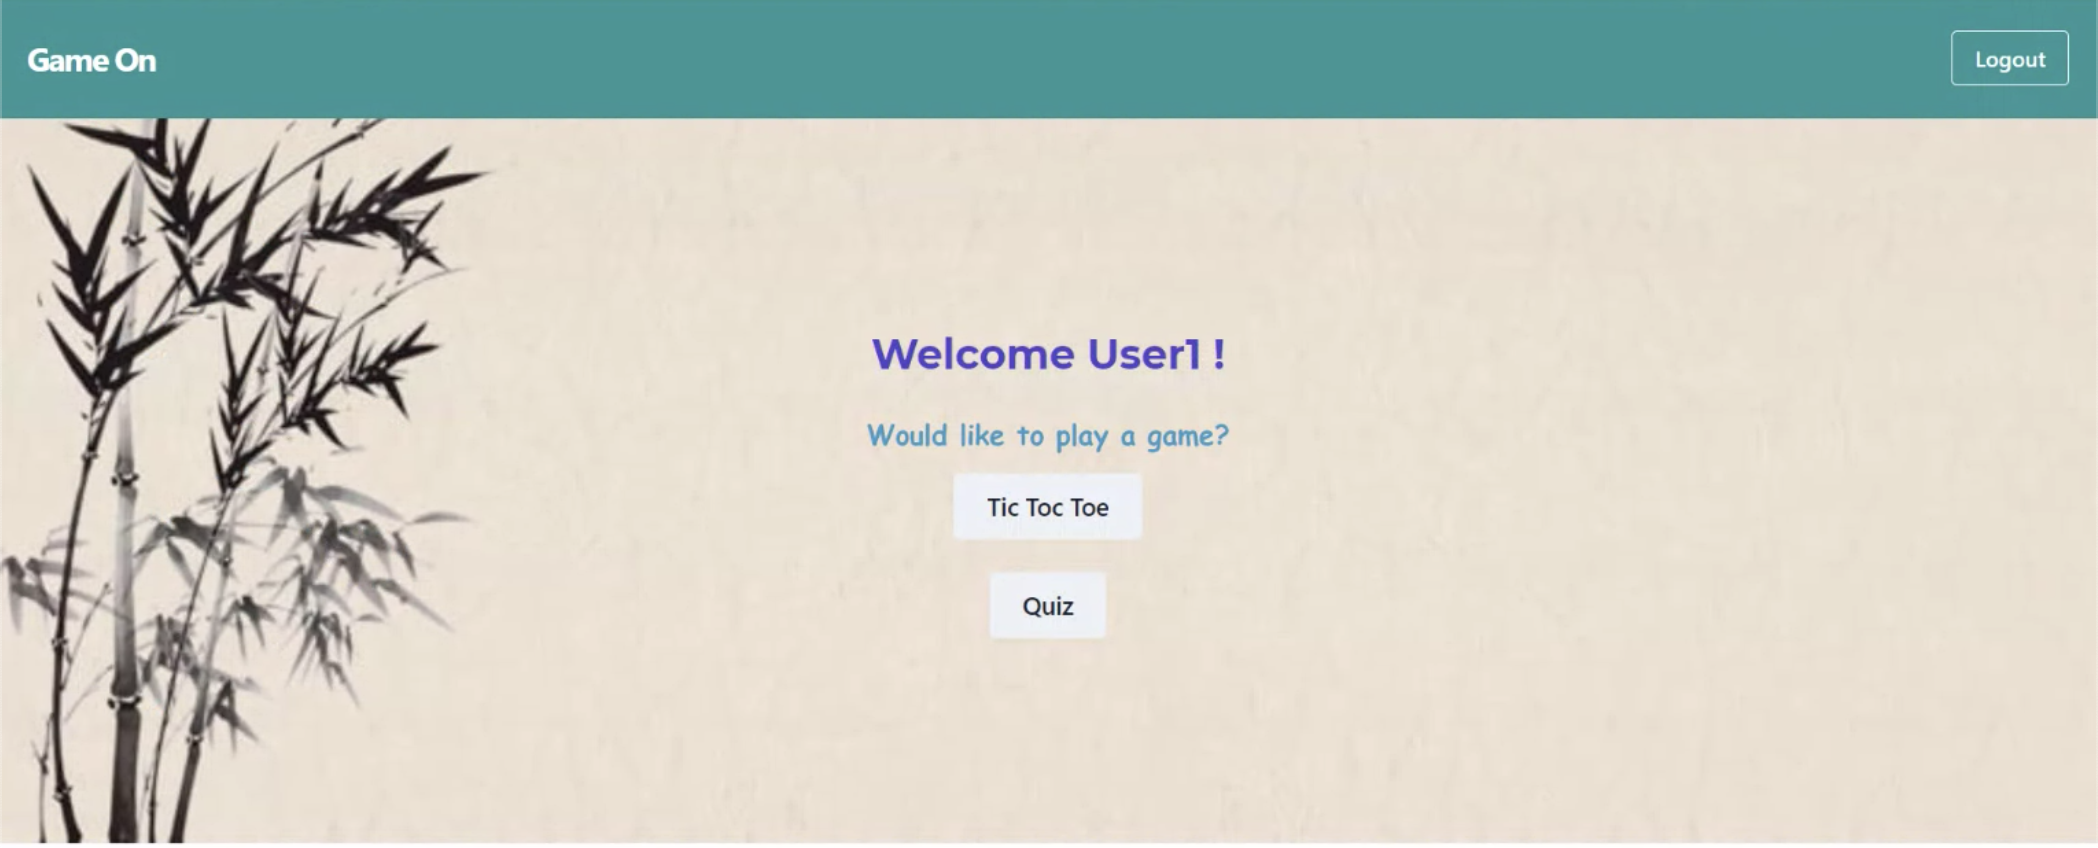 Game On
Logout
Welcome User1 !
Would like to play a game?
Tic Toc Toe
Quiz